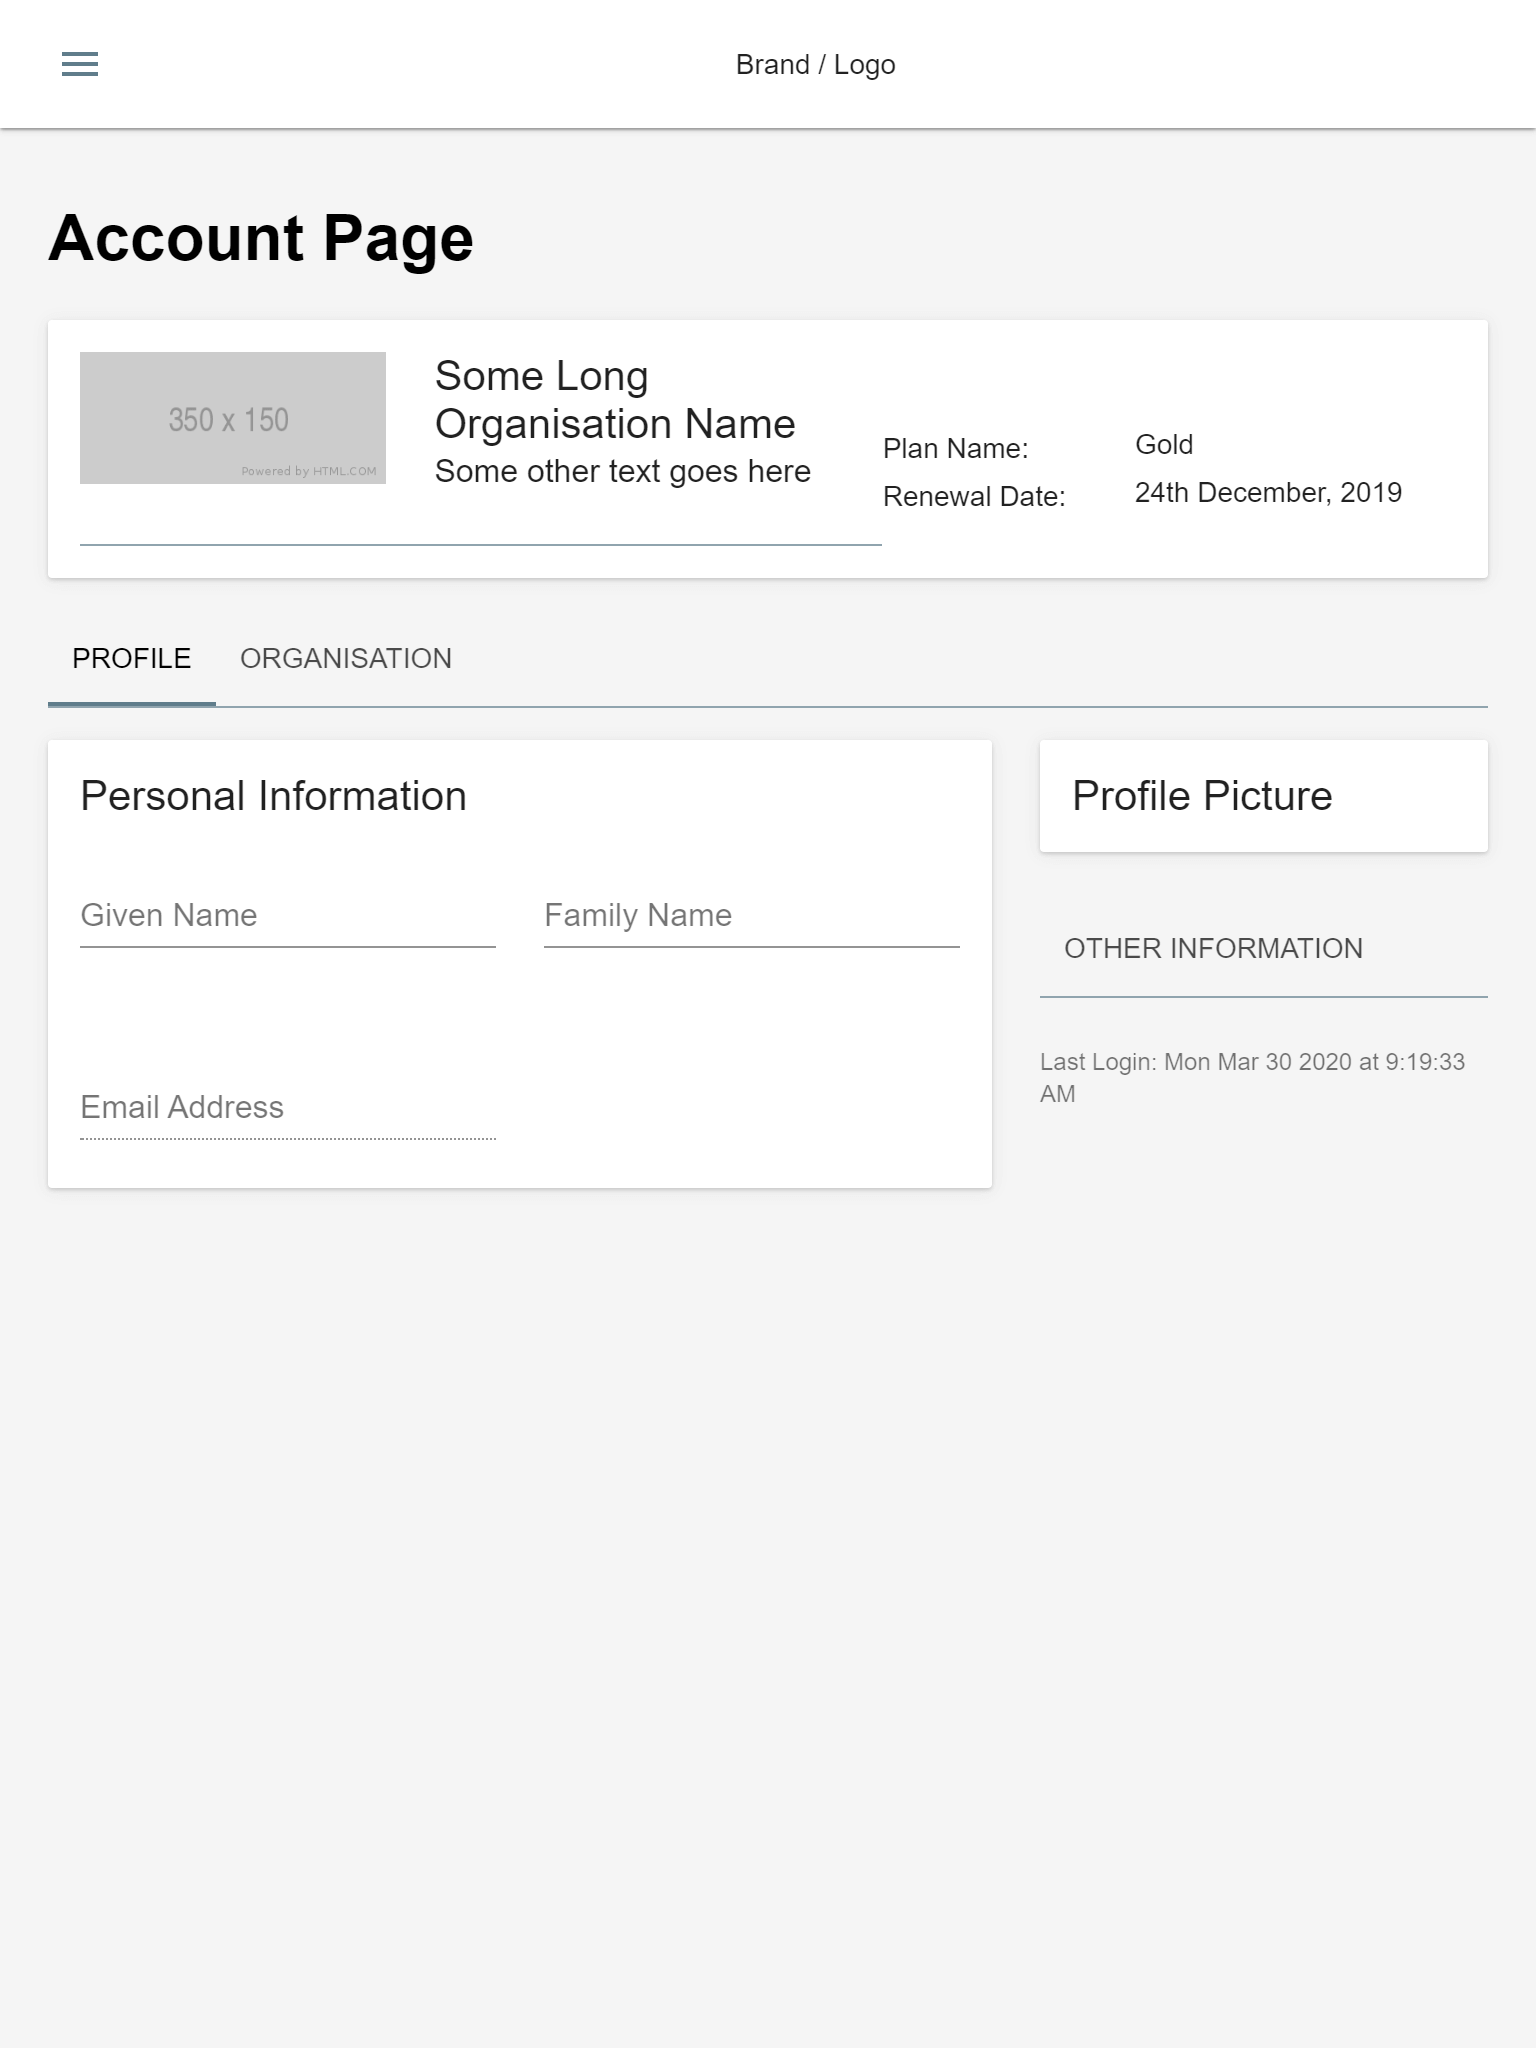 Brand / Logo
Account Page
350 x 150
Powered by HTML.COM
Some Long
Organisation Name
Some other text goes here
Plan Name:
Gold
Renewal Date:
24th December, 2019
PROFILE
ORGANISATION
Personal Information
Given Name
Family Name
Email Address
Profile Picture
OTHER INFORMATION
Last Login: Mon Mar 30 2020 at 9:19:33
AM